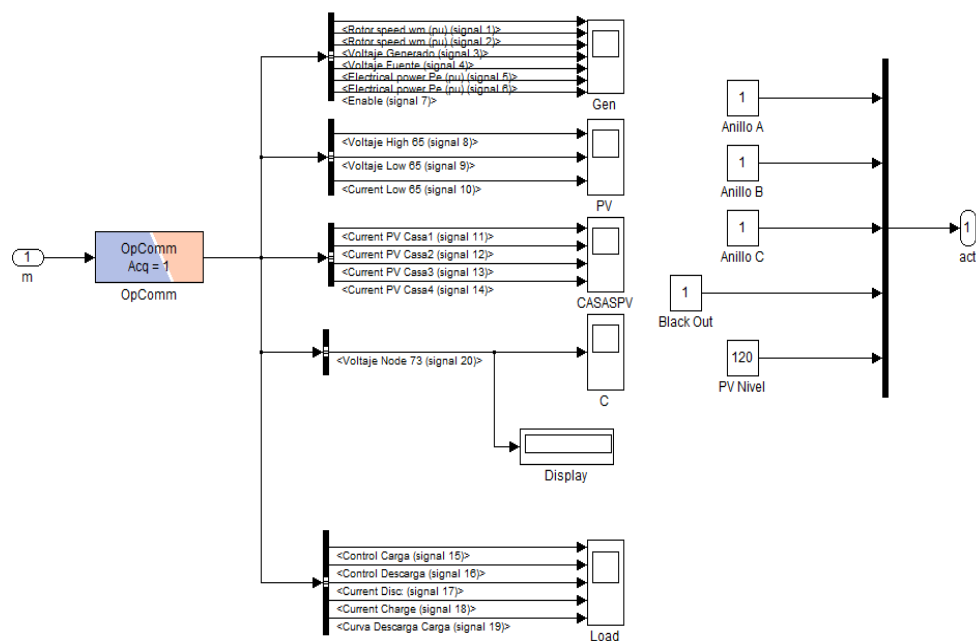 <Rotor speed wm (pu) (signal 1)>
<Rotor speed wm (pu) (signal 2)>
<Voltaje Generado (signal 3)>
<Voltaje Fuente (signal 4)>
<Electrical power Pe (pu) (signal 5)>
<Electrical power Pe (pu) (signal 6)>
<Enable (signal 7)>
Gen
<Voltaje High 65 (signal 8)>
<Voltaje Low 65 (signal 9)>
<Current Low 65 (signal 10)>
PV
1
m
OpComm
Acq = 1
OpComm
<Current PV Casa1 (signal 11)>
<Current PV Casa2 (signal 12)>
<Current PV Casa3 (signal 13)>
<Current PV Casa4 (signal 14)>
CASASPV
<Voltaje Node 73 (signal 20)>
C
Display
<Control Carga (signal 15)>
<Control Descarga (signal 16)>
<Current Disc: (signal 17)>
<Current Charge (signal 18)>
<Curva Descarga Carga (signal 19)>
Load
1
Anillo A
1
Anillo B
1
Anillo C
1
Black Out
120
PV Nivel
1
act